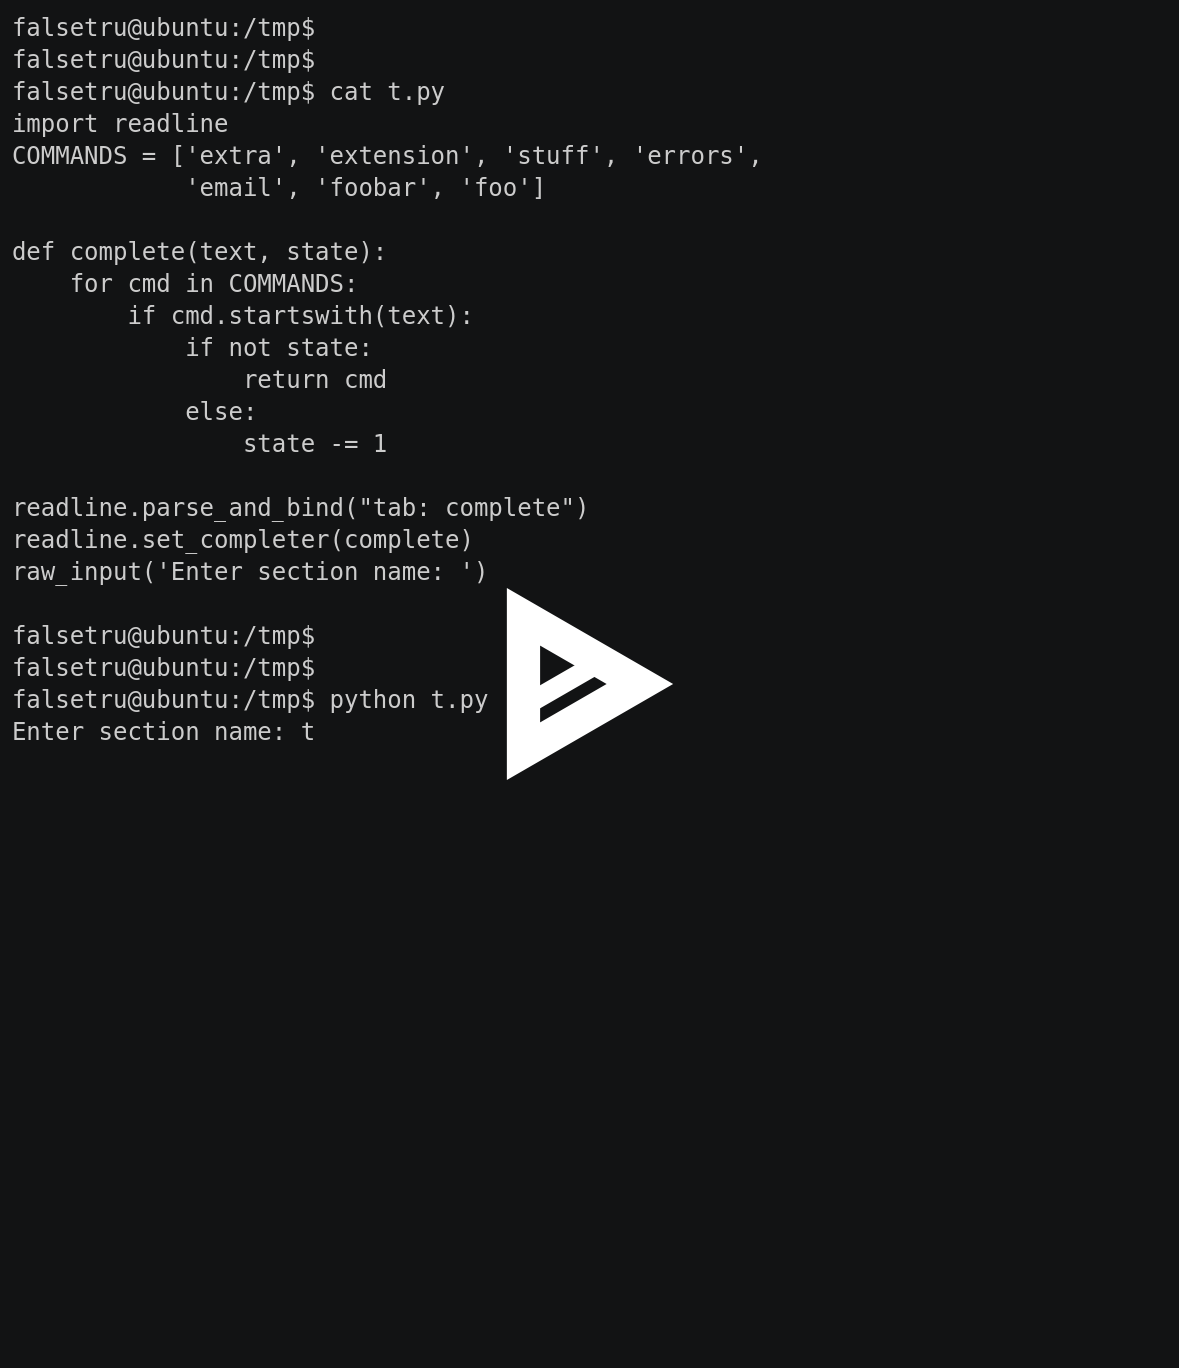 falsetru@ubuntu:/tmp$
falsetru@ubuntu:/tmp$
falsetru@ubuntu:/tmp$ cat t.py
import readline
COMMANDS = ['extra', 'extension', 'stuff', 'errors',
            'email', 'foobar', 'foo']

def complete(text, state):
    for cmd in COMMANDS:
        if cmd.startswith(text):
            if not state:
                return cmd
            else:
                state -= 1

readline.parse_and_bind("tab: complete")
readline.set_completer(complete)
raw_input('Enter section name: ')

falsetru@ubuntu:/tmp$
falsetru@ubuntu:/tmp$
falsetru@ubuntu:/tmp$ python t.py
Enter section name: t